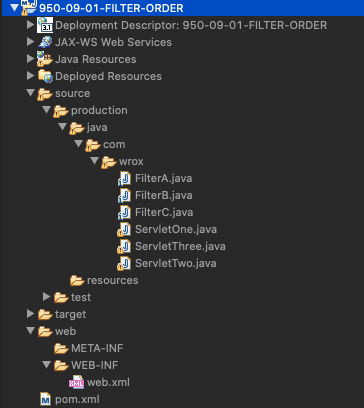 950-09-01-FILTER-ORDER
Deployment Descriptor: 950-09-01-FILTER-ORDER
JAX-WS Web Services
Java Resources
Deployed Resources
source
production
java
com
wrox
FilterA.java
FilterB.java
FilterC.java
ServletOne.java
ServletThree.java
ServletTwo.java
resources
test
target
web
META-INF
WEB-INF
web.xml
pom.xml